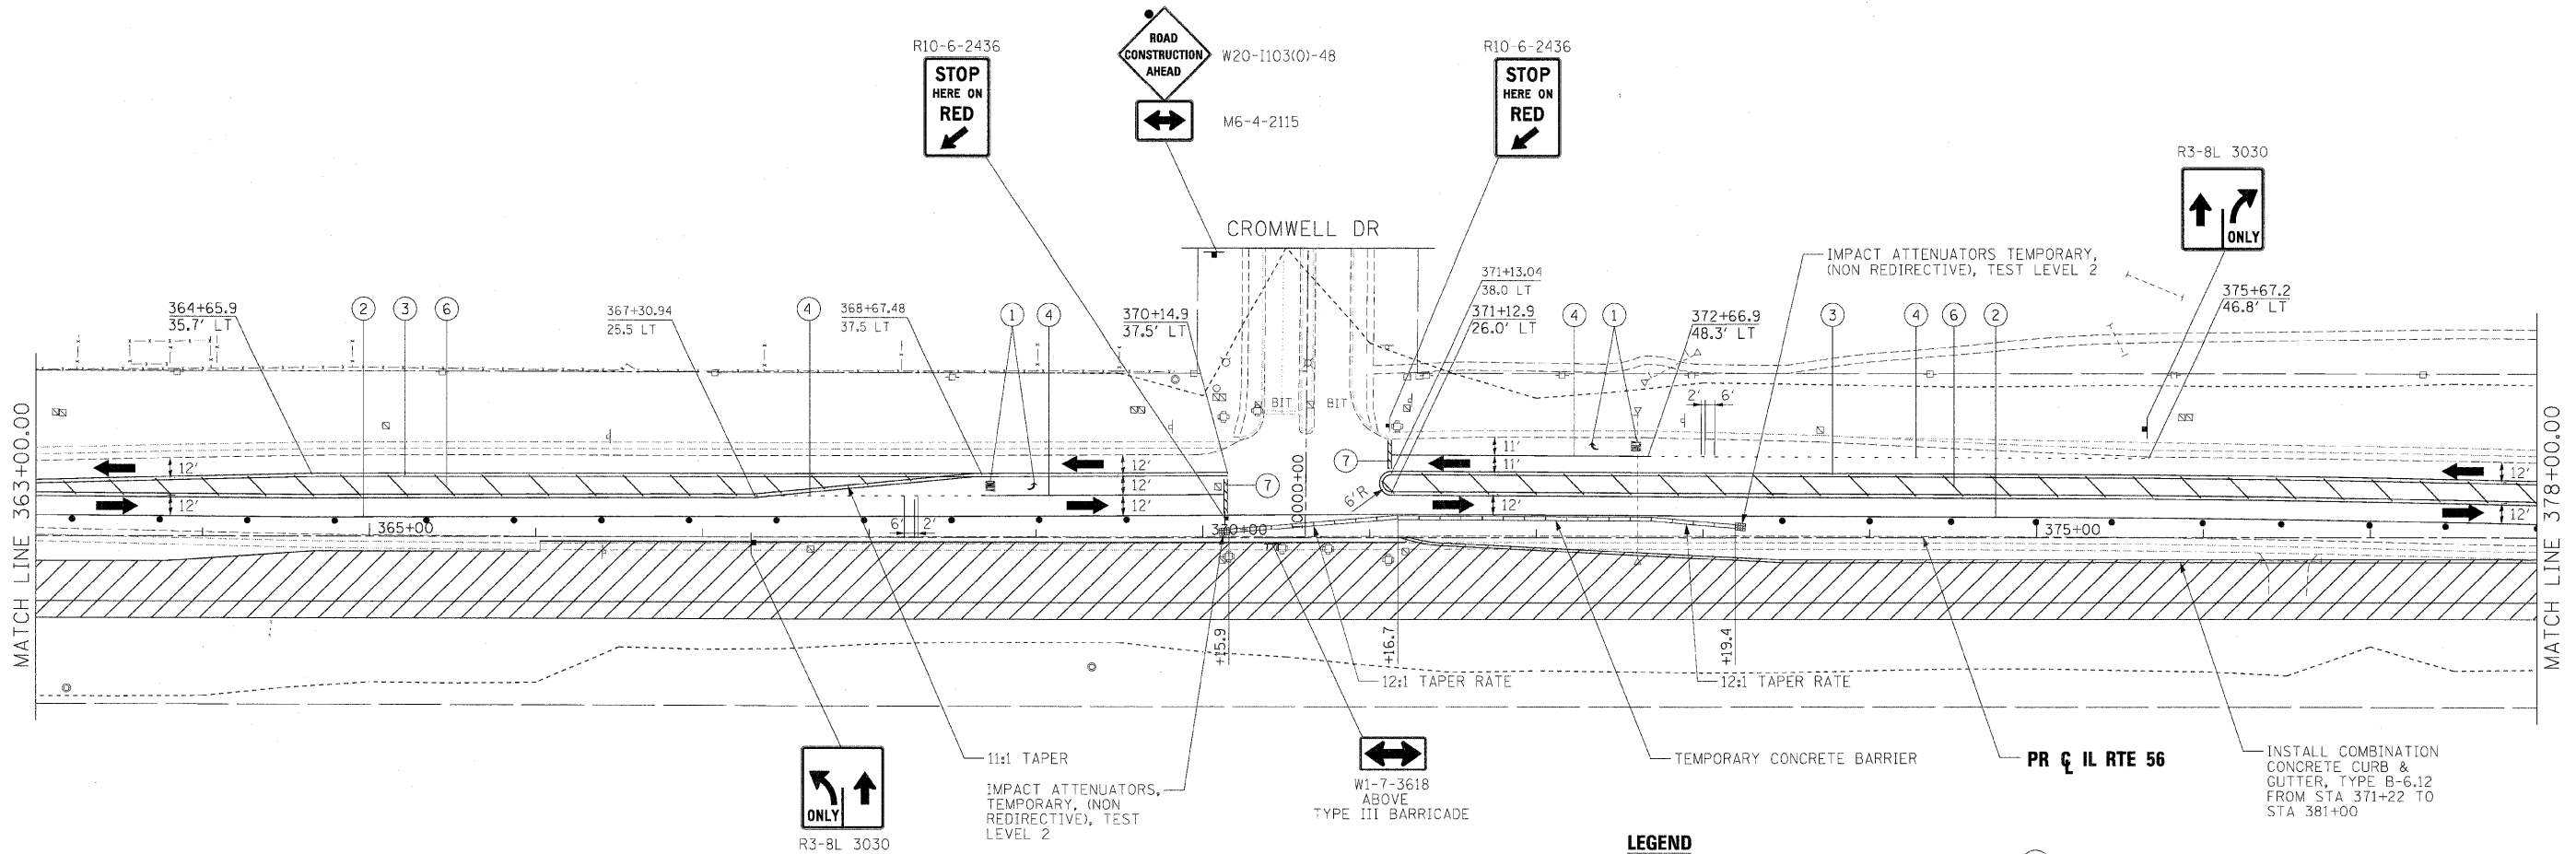 R10-6-2436
STOP
HERE ON
RED
ROAD
CONSTRUCTION
AHEAD
W20-I103(O)-48
M6-4-2115
R10-6-2436
STOP
HERE ON
RED
R3-8L 3030
ONLY
CROMWELL DR
IMPACT ATTENUATORS TEMPORARY,
(NON REDIRECTIVE), TEST LEVEL 2
364+65.9
35.7' LT
2
3
6
367+30.94
25.5 LT
4
368+67.48
37.5 LT
1
4
370+14.9
37.5' LT
371+13.04
38.0 LT
371+12.9
26.0' LT
4
1
372+66.9
48.3' LT
3
4
6
2
375+67.2
46.8' LT
MATCH LINE 363+00.00
MATCH LINE 378+00.00
BIT
BIT
2'
6'
11'
11'
12'
12'
12'
12'
12'
12'
12'
12'
7
7
6'R
6'
2'
365+00
370+00
1000+00
375+00
+15.9
+16.7
+19.4
12:1 TAPER RATE
12:1 TAPER RATE
11:1 TAPER
IMPACT ATTENUATORS,
TEMPORARY, (NON
REDIRECTIVE), TEST
LEVEL 2
ONLY
R3-8L 3030
W1-7-3618
ABOVE
TYPE III BARRICADE
TEMPORARY CONCRETE BARRIER
PR ℄ IL RTE 56
INSTALL COMBINATION
CONCRETE CURB &
GUTTER, TYPE B-6.12
FROM STA 371+22 TO
STA 381+00
LEGEND